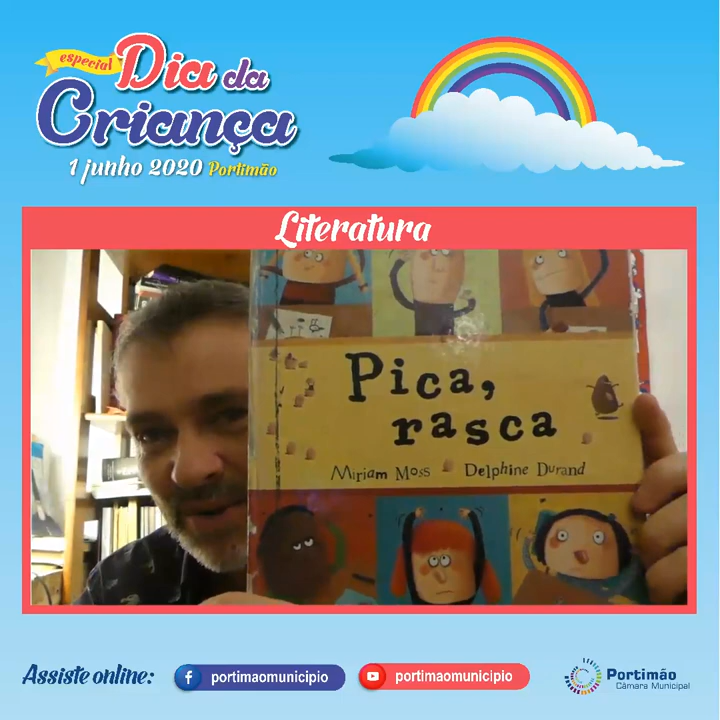 especial
Dia da
Criança
1 junho 2020 Portimão
Literatura
Pica,
rasca
Miriam Moss Delphine Durand
Assiste online:
portimaomunicipio
portimaomunicipio
Portimão
Câmara Municipal